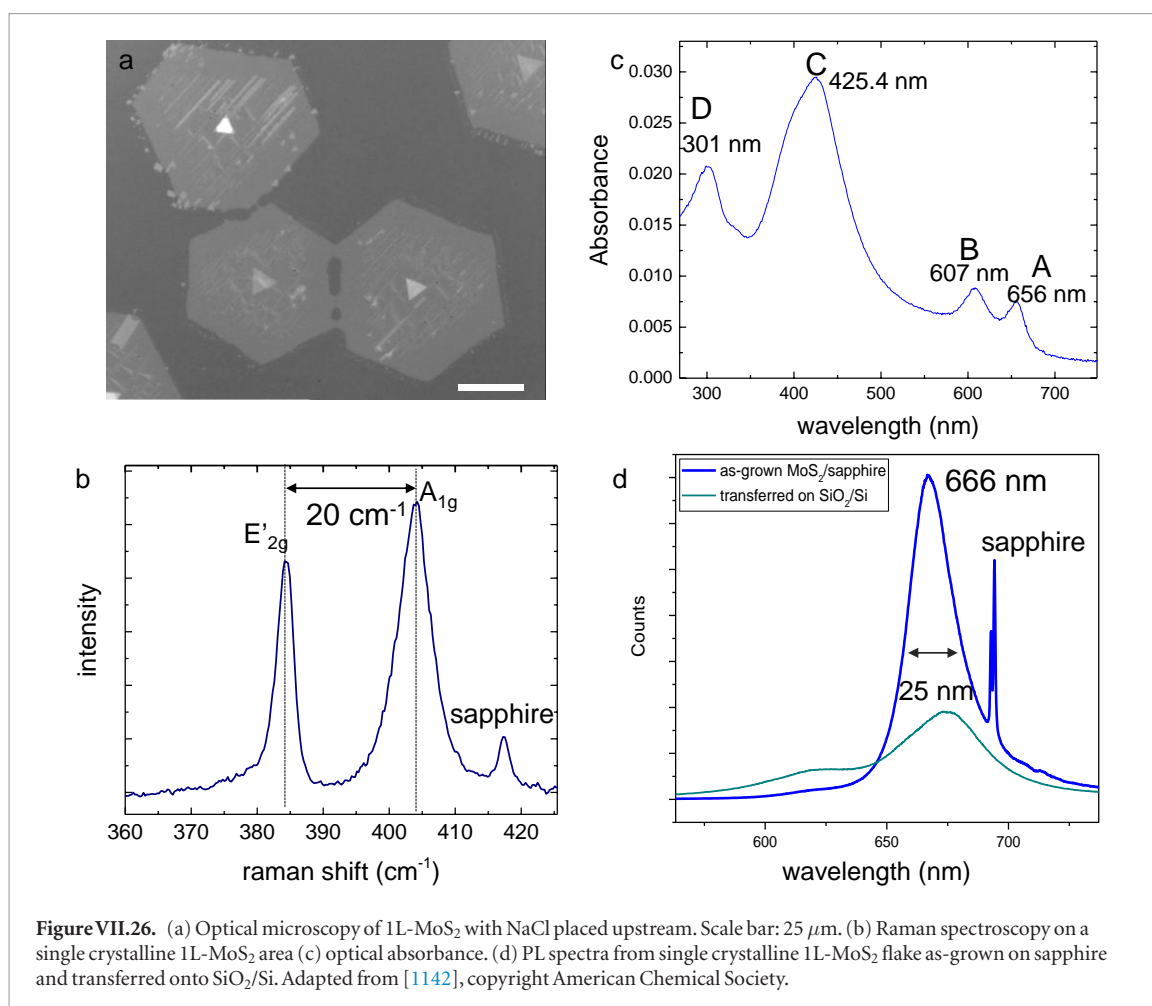 a
c
C
425.4 nm
D
301 nm
B
607 nm
A
656 nm
0.030
0.025
0.020
0.015
0.010
0.005
0.000
Absorbance
300 400 500 600 700
wavelength (nm)
b
20 cm⁻¹
A₁g
E'₂g
sapphire
intensity
360 370 380 390 400 410 420
raman shift (cm⁻¹)
as-grown MoS₂/sapphire
transferred on SiO₂/Si
d
666 nm
sapphire
25 nm
Counts
600 650 700
wavelength (nm)
Figure VII.26. (a) Optical microscopy of 1L-MoS₂ with NaCl placed upstream. Scale bar: 25 μm. (b) Raman spectroscopy on a
single crystalline 1L-MoS₂ area (c) optical absorbance. (d) PL spectra from single crystalline 1L-MoS₂ flake as-grown on sapphire
and transferred onto SiO₂/Si. Adapted from [1142], copyright American Chemical Society.